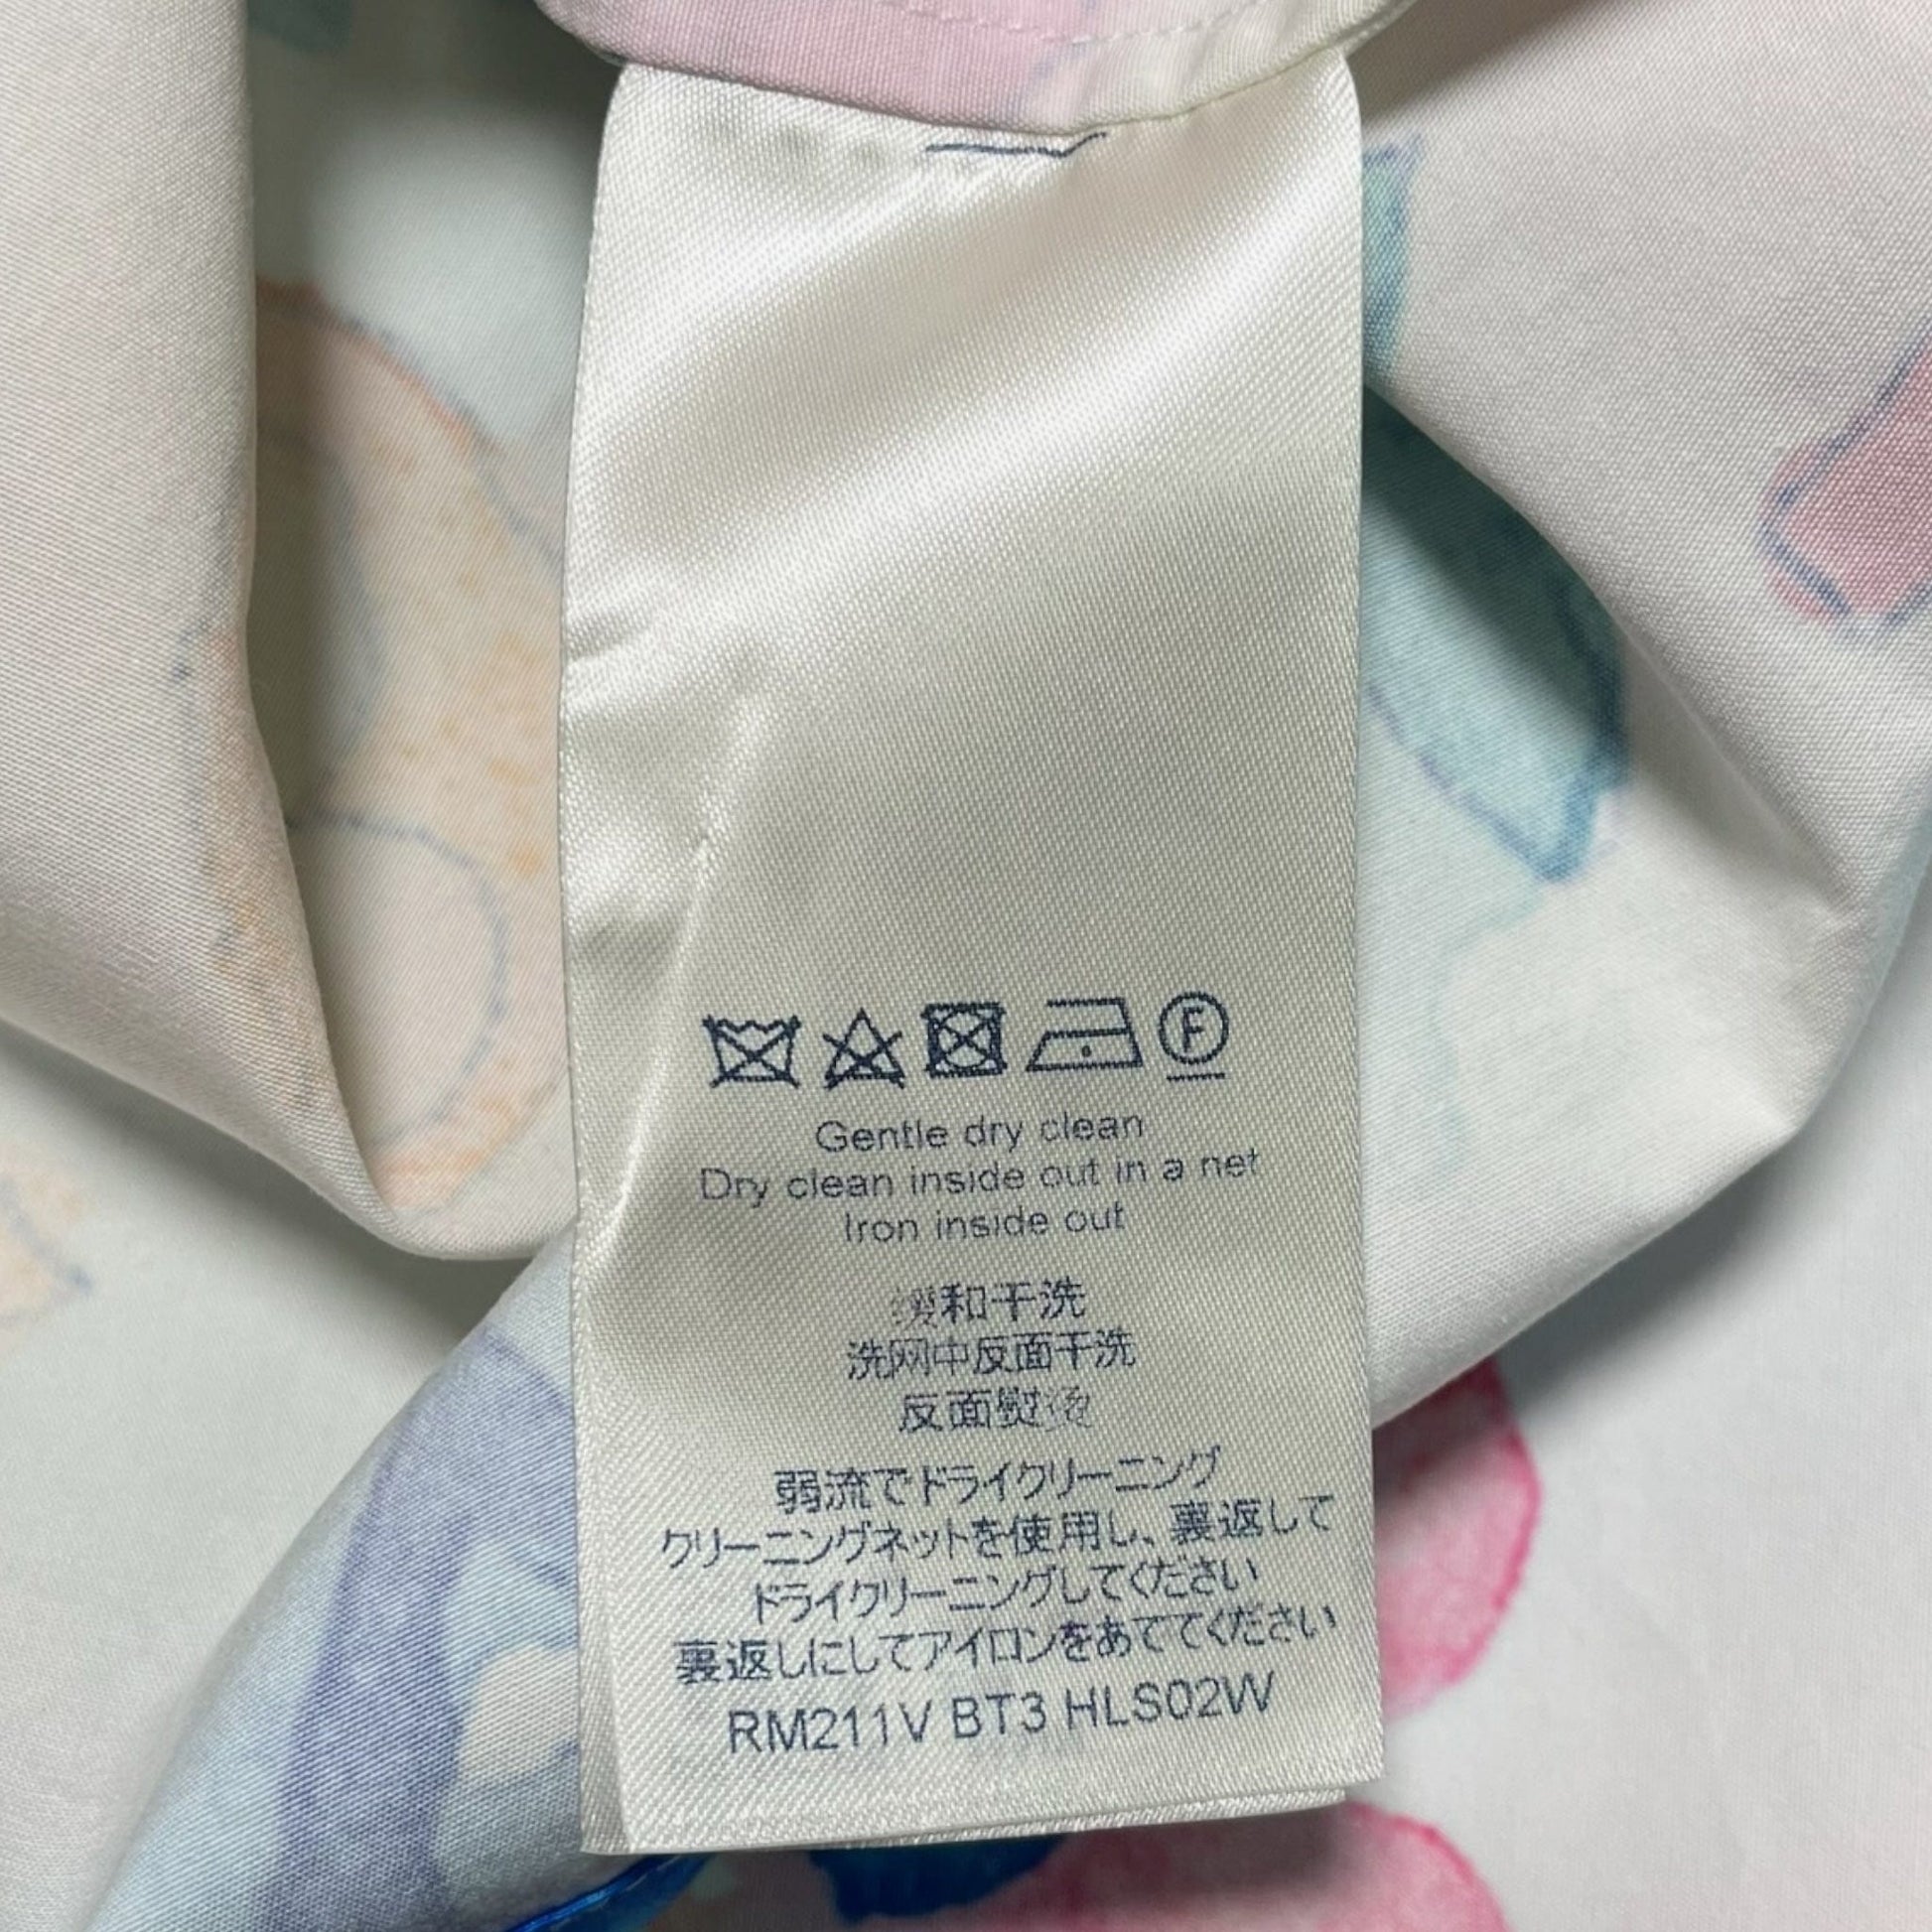 F
Gentle dry clean
Dry clean inside out in a net
Iron inside out
缓和干洗
洗网中反面干洗
反面熨烫
弱流でドライクリーニング
クリーニングネットを使用し、裏返して
ドライクリーニングしてください
裏返しにしてアイロンをあててください
RM211V BT3 HLS02W